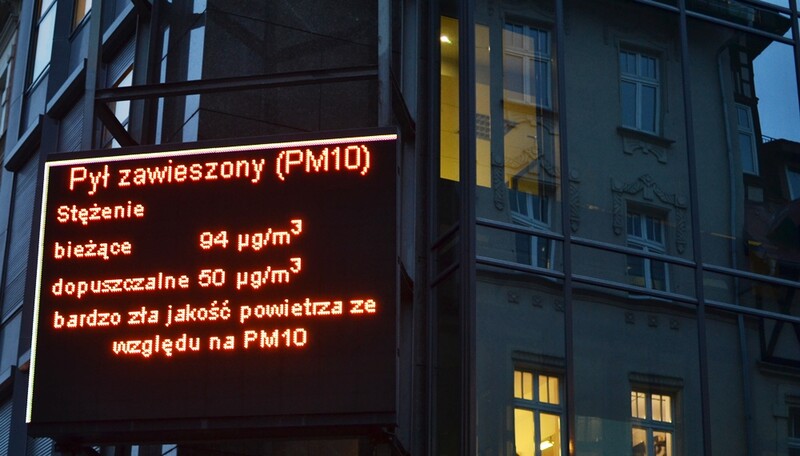 Pył zawieszony (PM10)
Stężenie
bieżące 94 µg/m³
dopuszczalne 50 µg/m³
bardzo zła jakość powietrza ze
względu na PM10